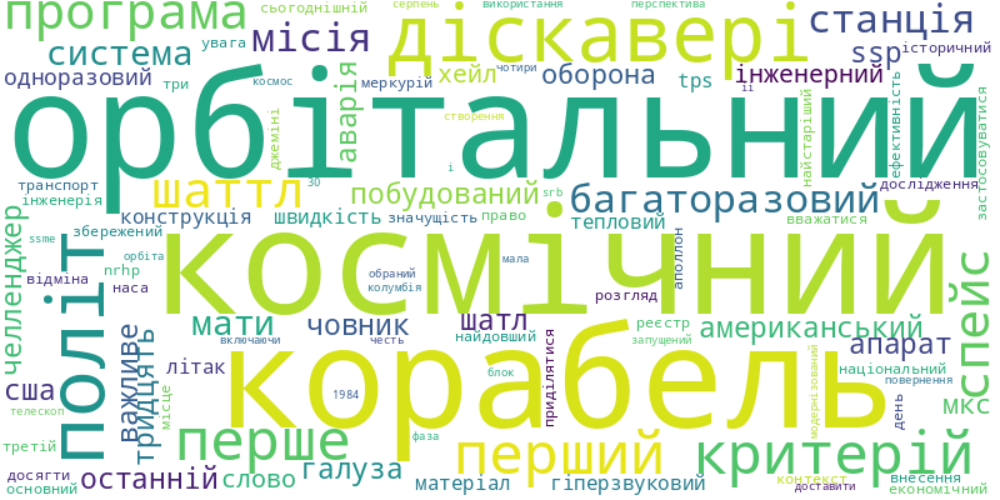 програма
сьогоднішній
серпень
використання
перспектива
діскавері
станція
система
увага
місія
ssp
історичний
одноразовий
три
космос
меркурій
хейл
чотири
оборона
tps
інженерний
її
орбітальний
аварія
джеміні
створення
і
найстаріший
ефективність
застосовуватися
транспорт
інженерія
шаттл
30
побудований
srb
багаторазовий
дослідження
конструкція
швидкість
значущість
право
тепловий
вважатися
челленджер
ssme
збережений
орбіта
nrhp
відміна
наса
політ
космічний
обраний
колумбія
мала
аполлон
розгляд
спейс
мати
включаючи
човник
честь
шатл
найдовший
реєстр
запущений
американський
апарат
важливе
тридцять
літак
місце
корабель
1984
блок
приділятися
модернізований
національний
повернення
день
мкс
сша
телескоп
третій
перше
фаза
перший
критерій
досягти
основний
останній
слово
галуза
матеріал
гіперзвуковий
контекст
доставити
внесення
економічний